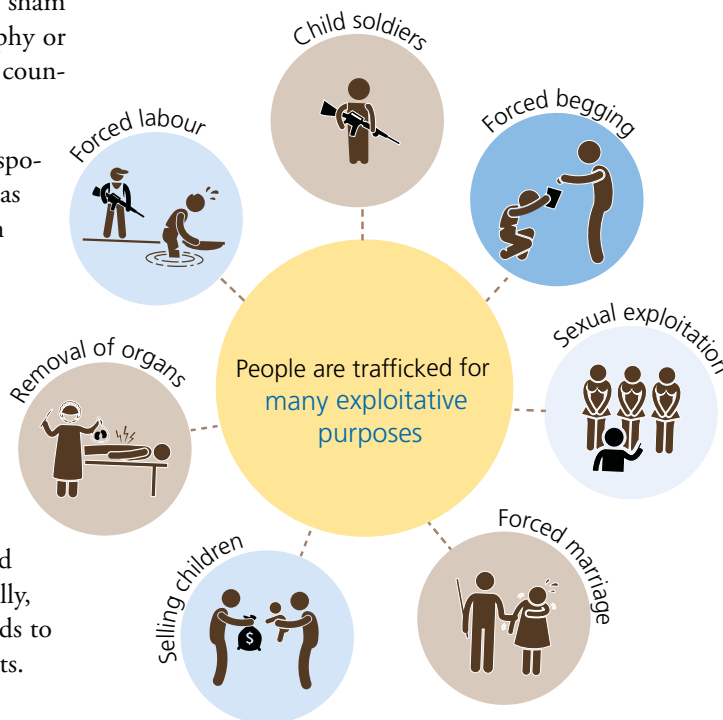 sham
phy or
coun-
spo-
as
n
d
lly,
ds to
ts.
Child soldiers
Forced begging
Sexual exploitation
Forced marriage
Selling children
Removal of organs
Forced labour
People are trafficked for
many exploitative
purposes
$